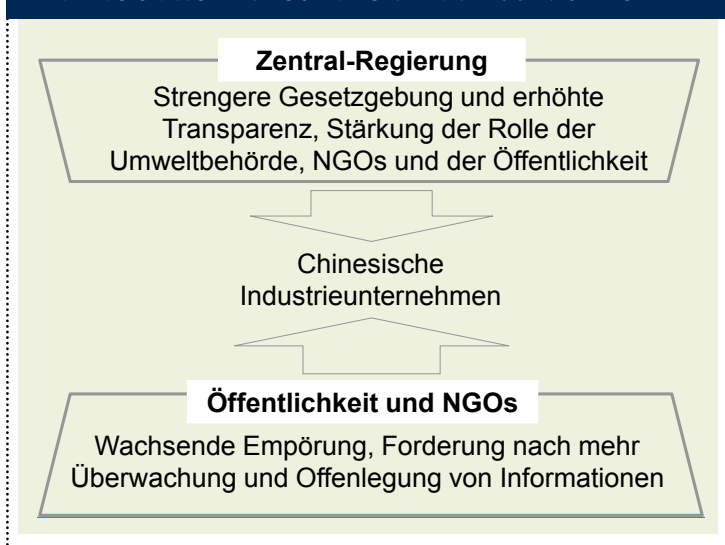 Zentral-Regierung
Strengere Gesetzgebung und erhöhte
Transparenz, Stärkung der Rolle der
Umweltbehörde, NGOs und der Öffentlichkeit
Chinesische
Industrieunternehmen
Öffentlichkeit und NGOs
Wachsende Empörung, Forderung nach mehr
Überwachung und Offenlegung von Informationen